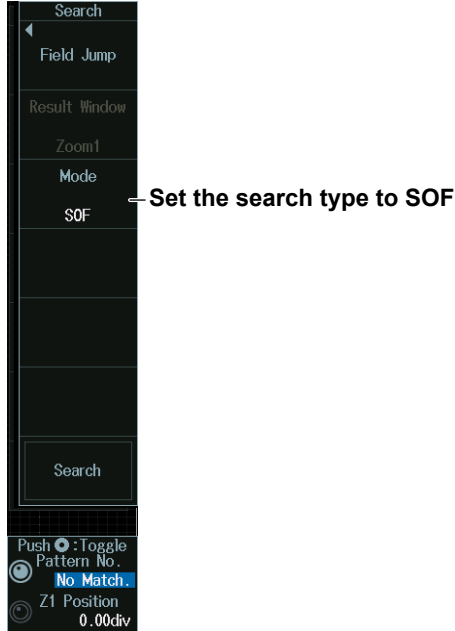 Search
Field Jump
Result Window
Zoom1
Mode
SOF
Set the search type to SOF
Search
Push :Toggle
Pattern No.
No Match.
Z1 Position
0.00div